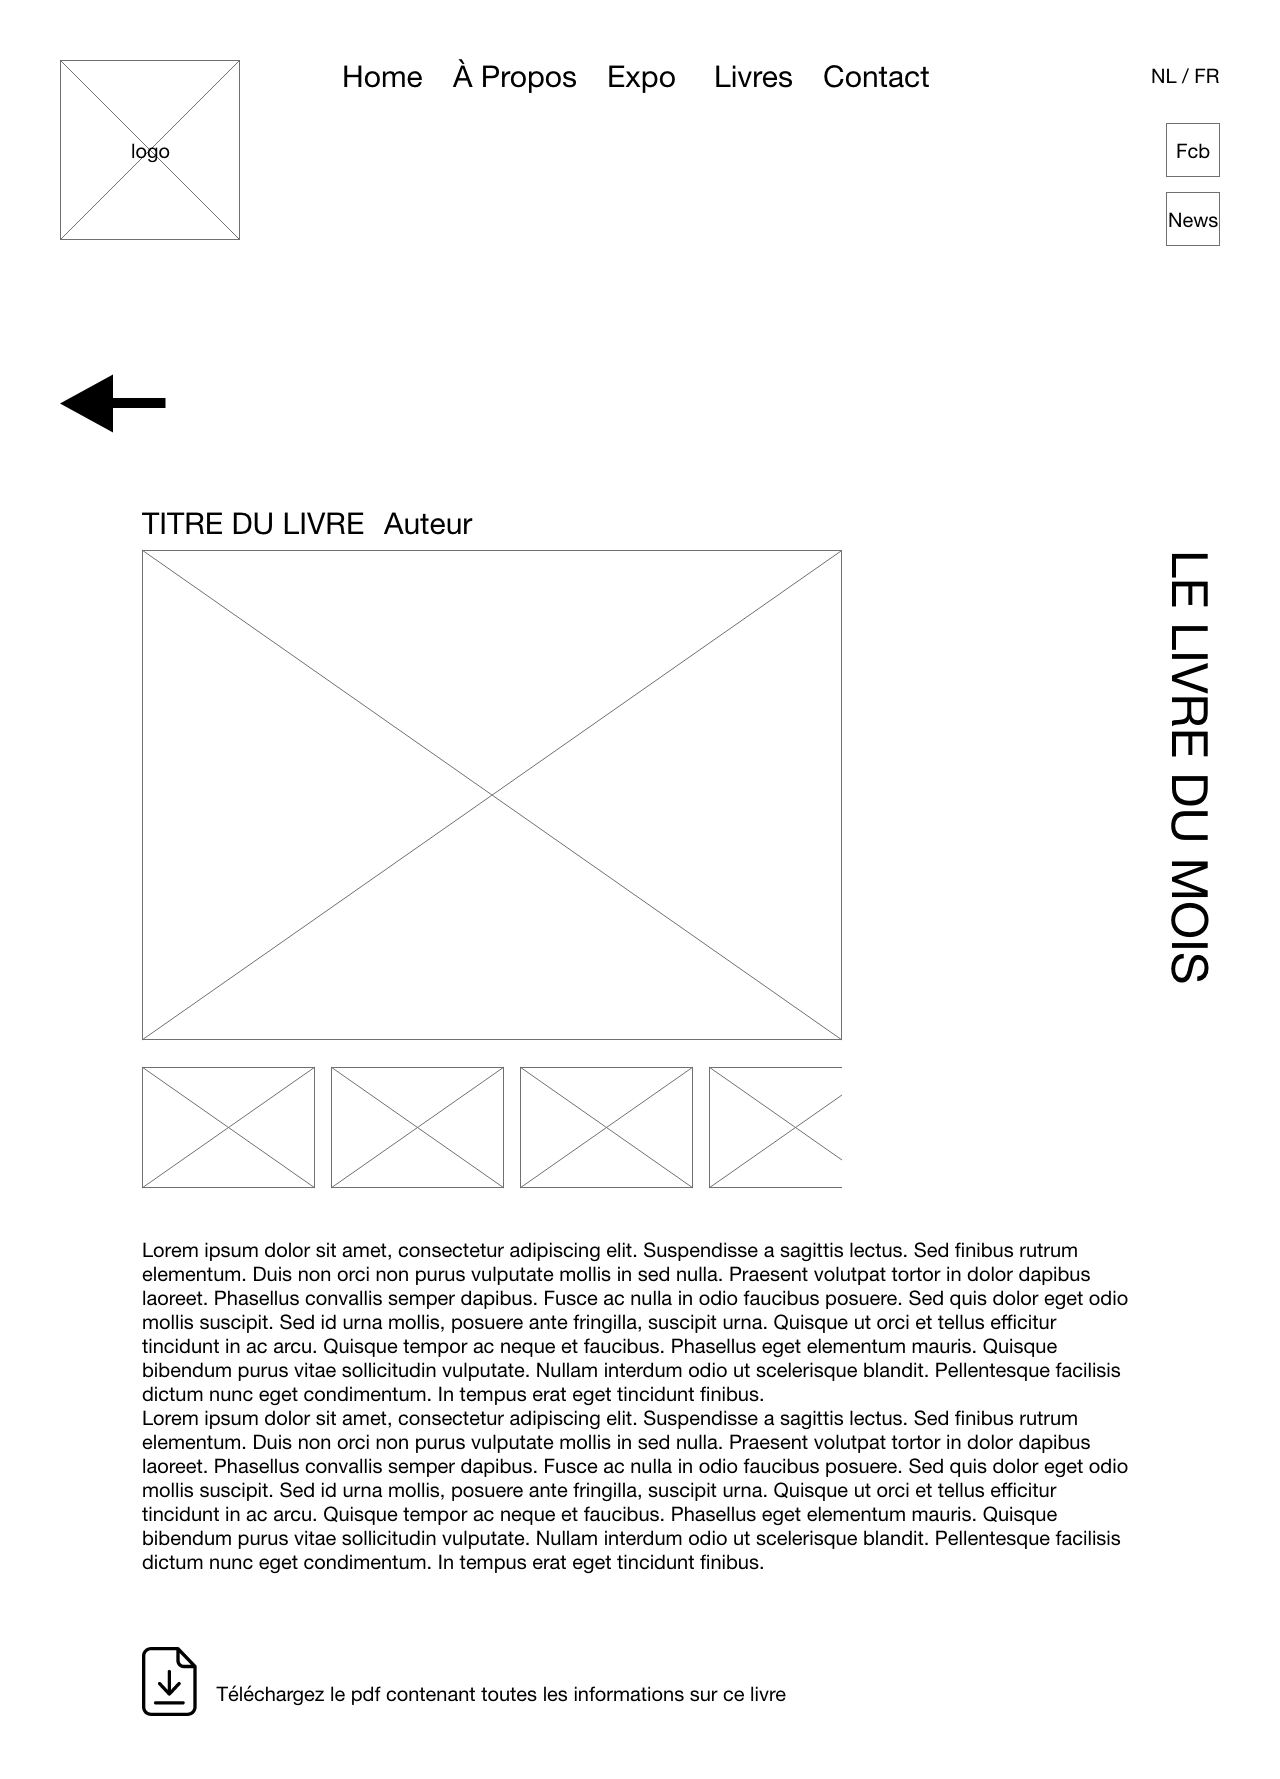 Home À Propos Expo Livres Contact
NL / FR
logo
Fcb
News
TITRE DU LIVRE Auteur
LE LIVRE DU MOIS
Lorem ipsum dolor sit amet, consectetur adipiscing elit. Suspendisse a sagittis lectus. Sed finibus rutrum
elementum. Duis non orci non purus vulputate mollis in sed nulla. Praesent volutpat tortor in dolor dapibus
laoreet. Phasellus convallis semper dapibus. Fusce ac nulla in odio faucibus posuere. Sed quis dolor eget odio
mollis suscipit. Sed id urna mollis, posuere ante fringilla, suscipit urna. Quisque ut orci et tellus efficitur
tincidunt in ac arcu. Quisque tempor ac neque et faucibus. Phasellus eget elementum mauris. Quisque
bibendum purus vitae sollicitudin vulputate. Nullam interdum odio ut scelerisque blandit. Pellentesque facilisis
dictum nunc eget condimentum. In tempus erat eget tincidunt finibus.
Lorem ipsum dolor sit amet, consectetur adipiscing elit. Suspendisse a sagittis lectus. Sed finibus rutrum
elementum. Duis non orci non purus vulputate mollis in sed nulla. Praesent volutpat tortor in dolor dapibus
laoreet. Phasellus convallis semper dapibus. Fusce ac nulla in odio faucibus posuere. Sed quis dolor eget odio
mollis suscipit. Sed id urna mollis, posuere ante fringilla, suscipit urna. Quisque ut orci et tellus efficitur
tincidunt in ac arcu. Quisque tempor ac neque et faucibus. Phasellus eget elementum mauris. Quisque
bibendum purus vitae sollicitudin vulputate. Nullam interdum odio ut scelerisque blandit. Pellentesque facilisis
dictum nunc eget condimentum. In tempus erat eget tincidunt finibus.
Téléchargez le pdf contenant toutes les informations sur ce livre